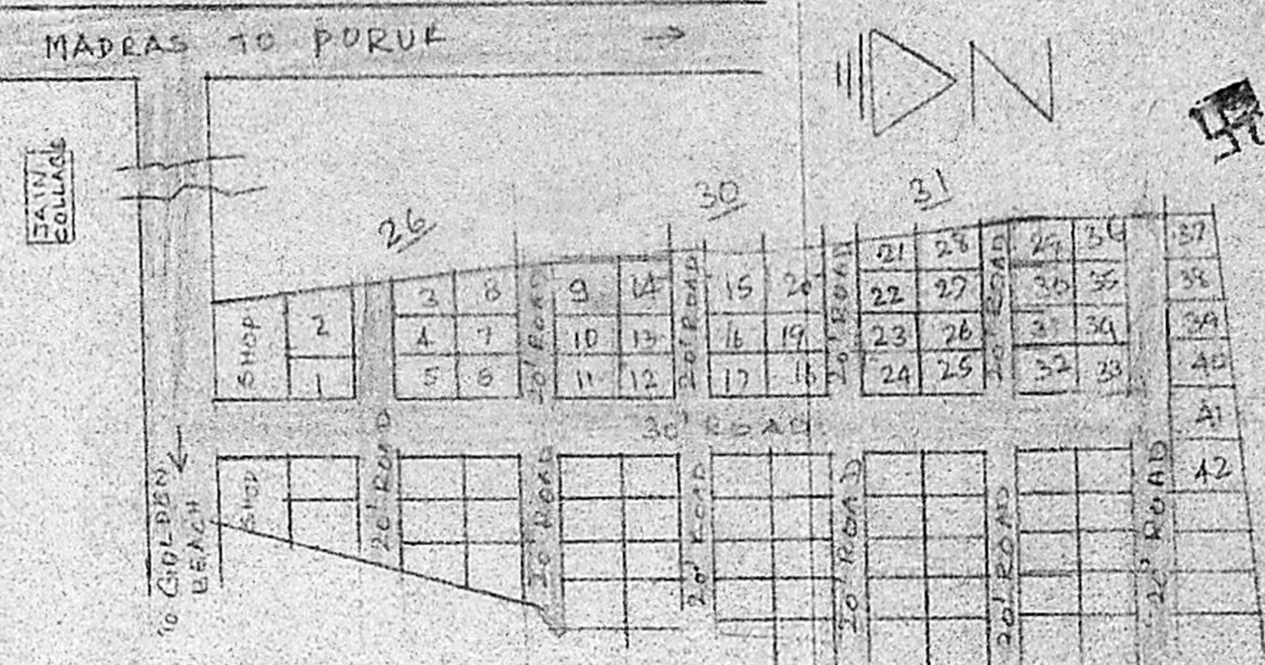 MADRAS TO PURUK →
N
JAIN COLLAGE
26
30
31
SHOP
2
1
3 8
4 7
5 6
20' ROAD
9 14
10 13
11 12
20' ROAD
15 20
16 19
17 18
20' ROAD
21 28
22 27
23 26
24 25
20' ROAD
29 36
30 35
31 34
32 33
37
38
39
40
41
42
30' ROAD
SHOP
20' ROAD
20' ROAD
20' ROAD
20' ROAD
20' ROAD
20' ROAD
TO GOLDEN
BEACH